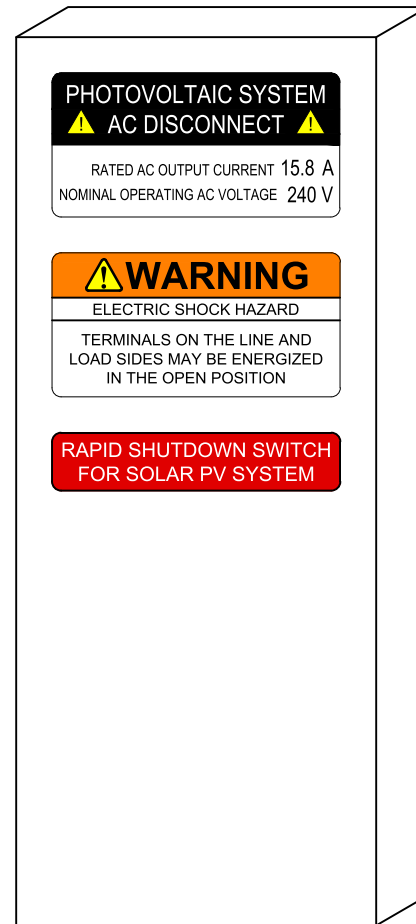 PHOTOVOLTAIC SYSTEM
AC DISCONNECT
RATED AC OUTPUT CURRENT 15.8 A
NOMINAL OPERATING AC VOLTAGE 240 V
WARNING
ELECTRIC SHOCK HAZARD
TERMINALS ON THE LINE AND
LOAD SIDES MAY BE ENERGIZED
IN THE OPEN POSITION
RAPID SHUTDOWN SWITCH
FOR SOLAR PV SYSTEM